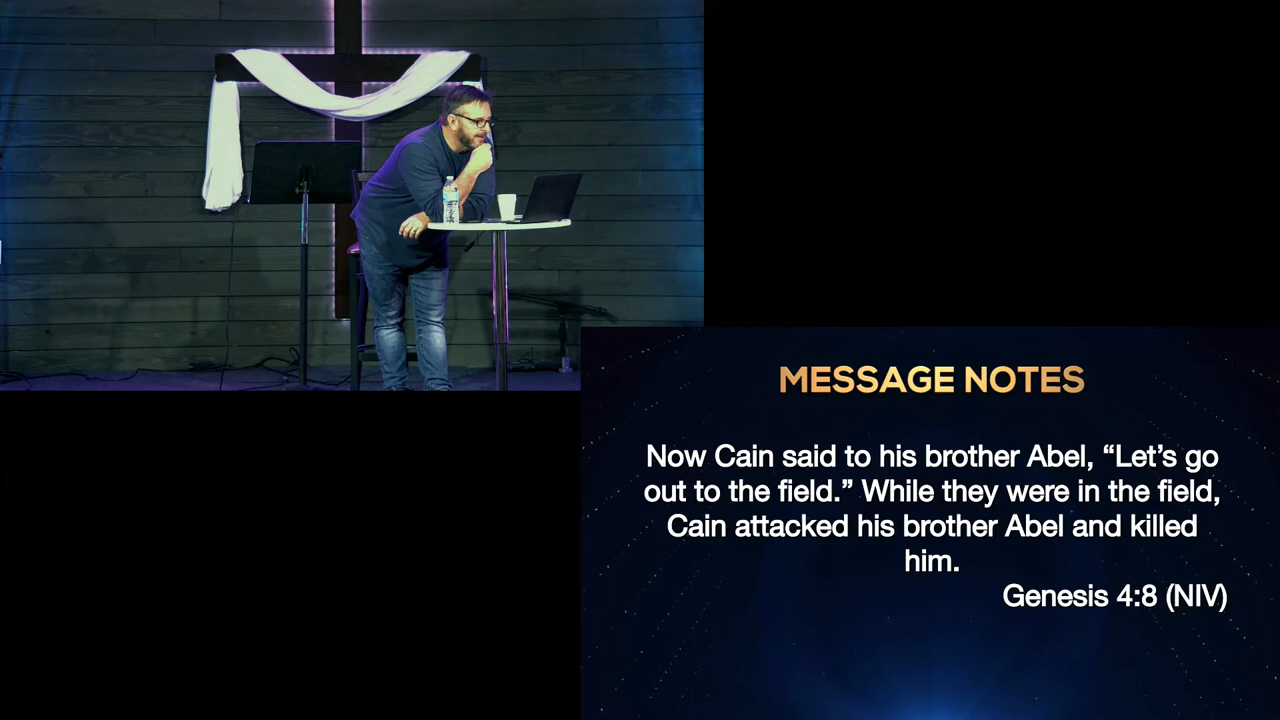 MESSAGE NOTES
Now Cain said to his brother Abel, “Let’s go
out to the field.” While they were in the field,
Cain attacked his brother Abel and killed
him.
Genesis 4:8 (NIV)